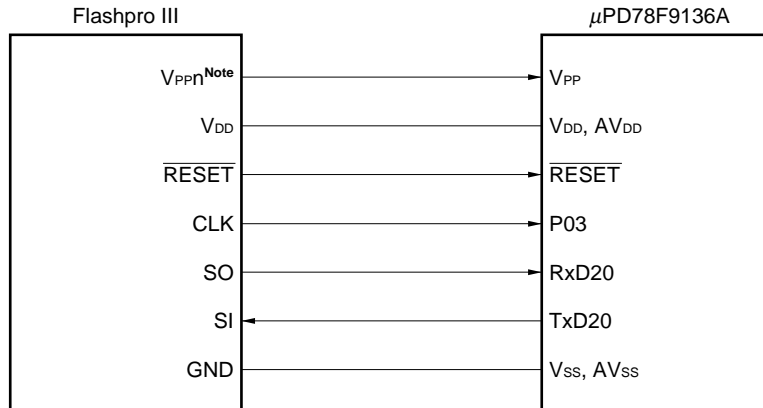 Flashpro III µPD78F9136A
VPPnNote VPP
VDD VDD, AVDD
RESET RESET
CLK P03
SO RxD20
SI TxD20
GND VSS, AVSS